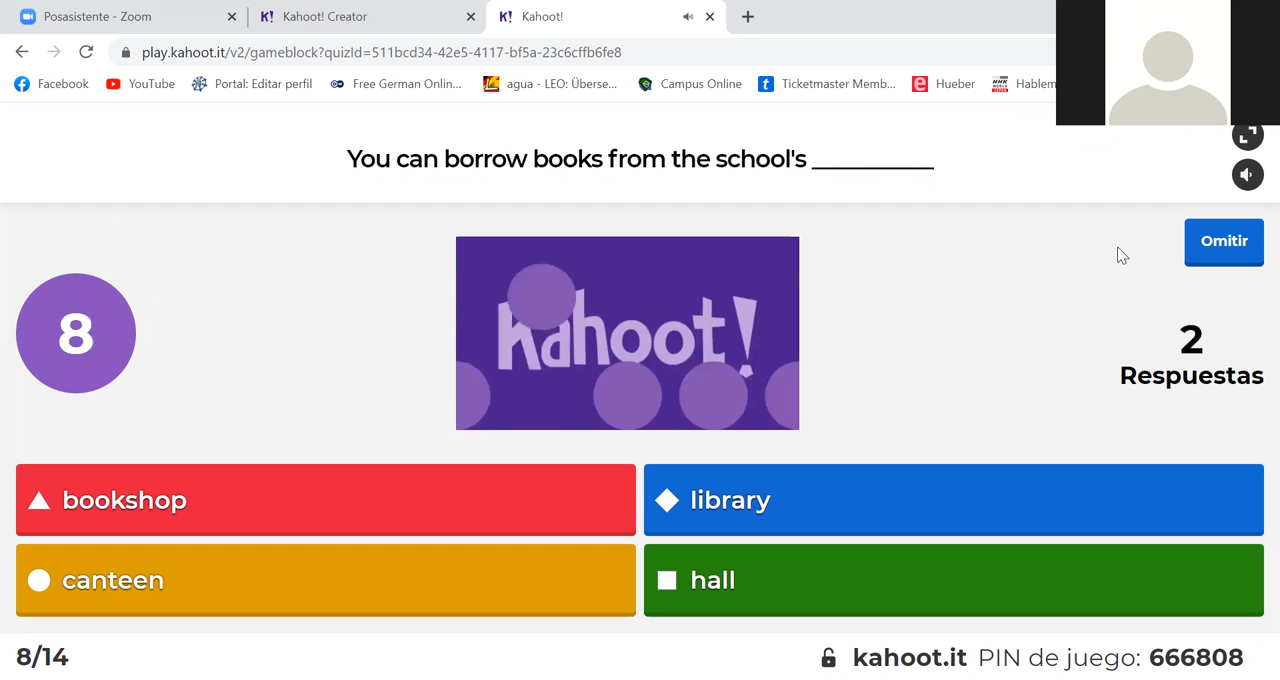 Posasistente - Zoom
Kahoot! Creator
Kahoot!
play.kahoot.it/v2/gameblock?quizId=511bcd34-42e5-4117-bf5a-23c6cffb6fe8
Facebook
YouTube
Portal: Editar perfil
Free German Onlin...
agua - LEO: Überse...
Campus Online
Ticketmaster Memb...
Hueber
Hablem
You can borrow books from the school's __________
Omitir
8
Kahoot!
2
Respuestas
bookshop
library
canteen
hall
8/14
kahoot.it PIN de juego: 666808